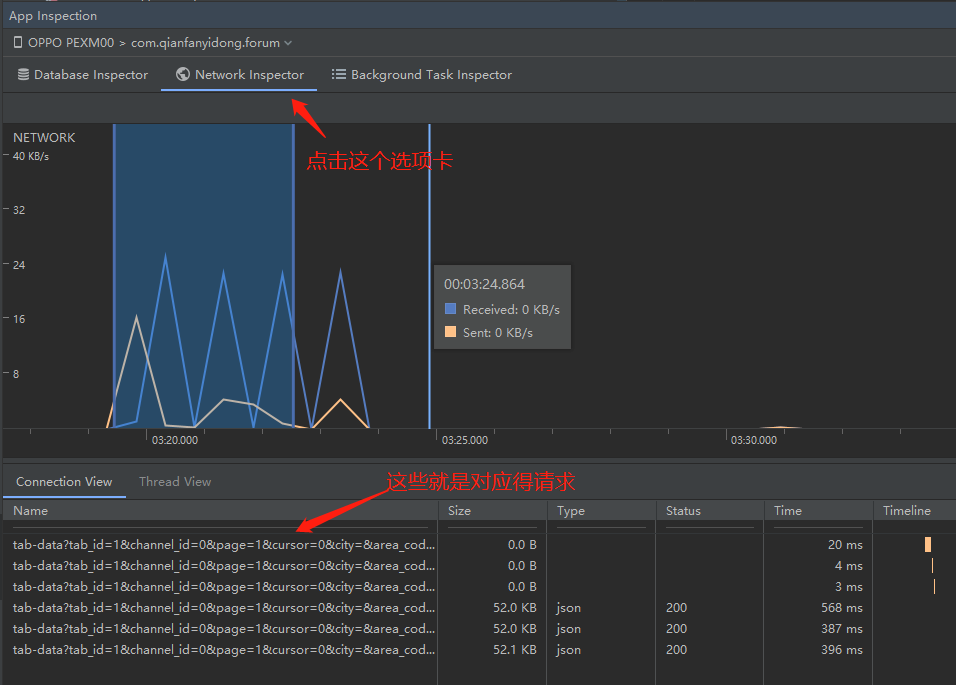 App Inspection
OPPO PEXM00 > com.qianfanyidong.forum
Database Inspector Network Inspector Background Task Inspector
NETWORK
40 KB/s
点击这个选项卡
32
24
16
8
00:03:24.864
Received: 0 KB/s
Sent: 0 KB/s
03:20.000 03:25.000 03:30.000
Connection View Thread View
这些就是对应得请求
Name Size Type Status Time Timeline
tab-data?tab_id=1&channel_id=0&page=1&cursor=0&city=&area_cod... 0.0 B 20 ms
tab-data?tab_id=1&channel_id=0&page=1&cursor=0&city=&area_cod... 0.0 B 4 ms
tab-data?tab_id=1&channel_id=0&page=1&cursor=0&city=&area_cod... 0.0 B 3 ms
tab-data?tab_id=1&channel_id=0&page=1&cursor=0&city=&area_cod... 52.0 KB json 200 568 ms
tab-data?tab_id=1&channel_id=0&page=1&cursor=0&city=&area_cod... 52.0 KB json 200 387 ms
tab-data?tab_id=1&channel_id=0&page=1&cursor=0&city=&area_cod... 52.1 KB json 200 396 ms